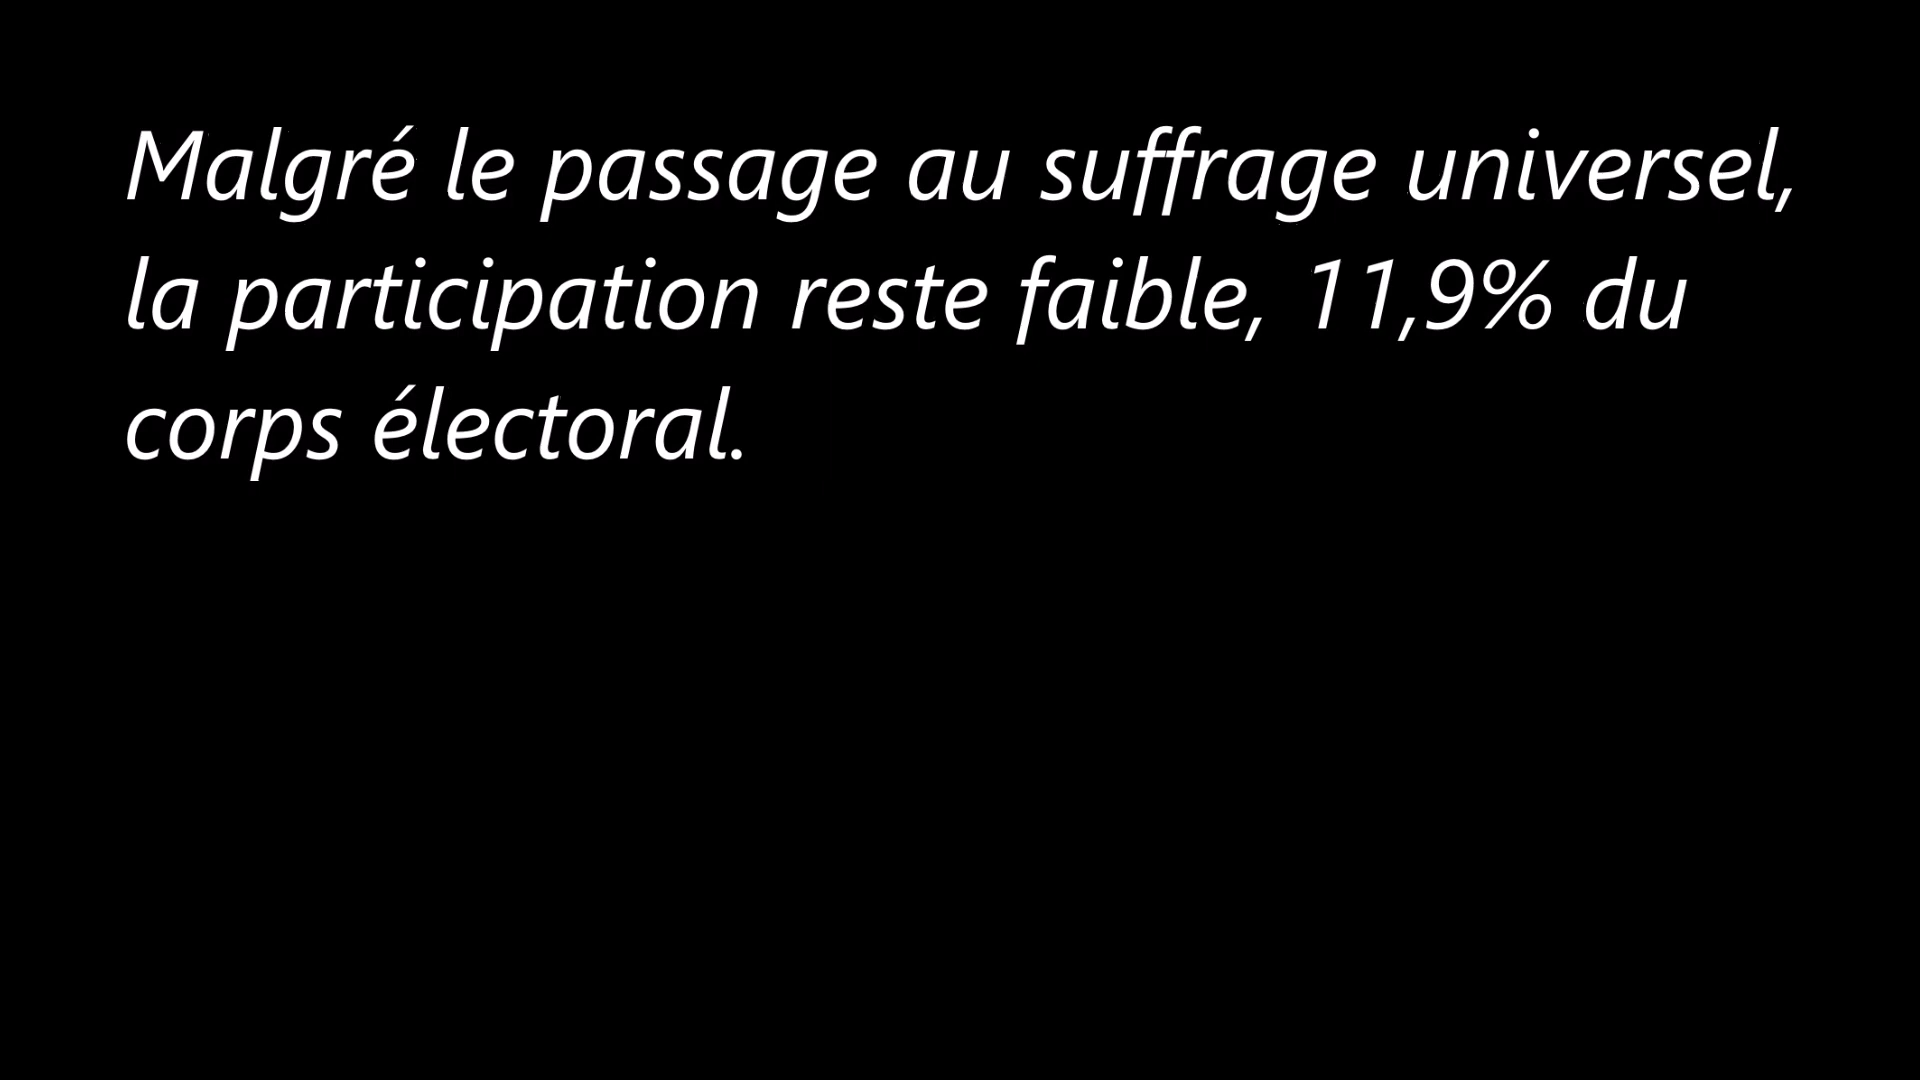 Malgré le passage au suffrage universel,
la participation reste faible, 11,9% du
corps électoral.